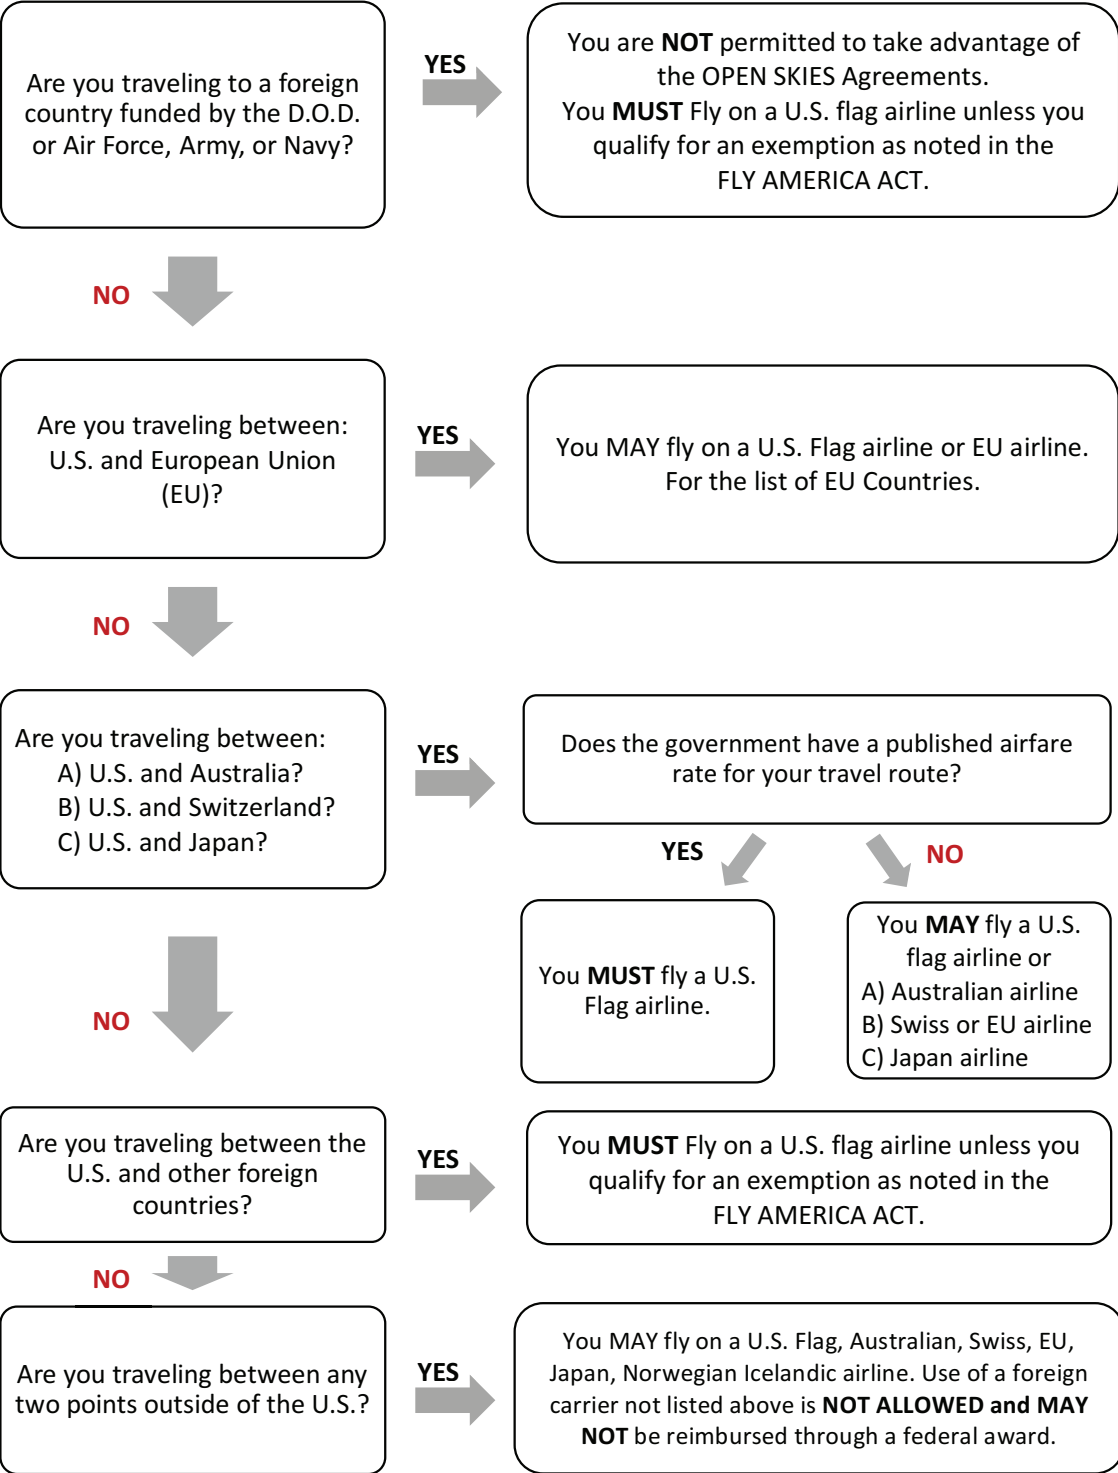 Are you traveling to a foreign
country funded by the D.O.D.
or Air Force, Army, or Navy?
YES
You are NOT permitted to take advantage of
the OPEN SKIES Agreements.
You MUST Fly on a U.S. flag airline unless you
qualify for an exemption as noted in the
FLY AMERICA ACT.
NO
Are you traveling between:
U.S. and European Union
(EU)?
YES
You MAY fly on a U.S. Flag airline or EU airline.
For the list of EU Countries.
NO
Are you traveling between:
A) U.S. and Australia?
B) U.S. and Switzerland?
C) U.S. and Japan?
YES
Does the government have a published airfare
rate for your travel route?
YES
NO
You MUST fly a U.S.
Flag airline.
You MAY fly a U.S.
flag airline or
A) Australian airline
B) Swiss or EU airline
C) Japan airline
NO
Are you traveling between the
U.S. and other foreign
countries?
YES
You MUST Fly on a U.S. flag airline unless you
qualify for an exemption as noted in the
FLY AMERICA ACT.
NO
Are you traveling between any
two points outside of the U.S.?
YES
You MAY fly on a U.S. Flag, Australian, Swiss, EU,
Japan, Norwegian Icelandic airline. Use of a foreign
carrier not listed above is NOT ALLOWED and MAY
NOT be reimbursed through a federal award.